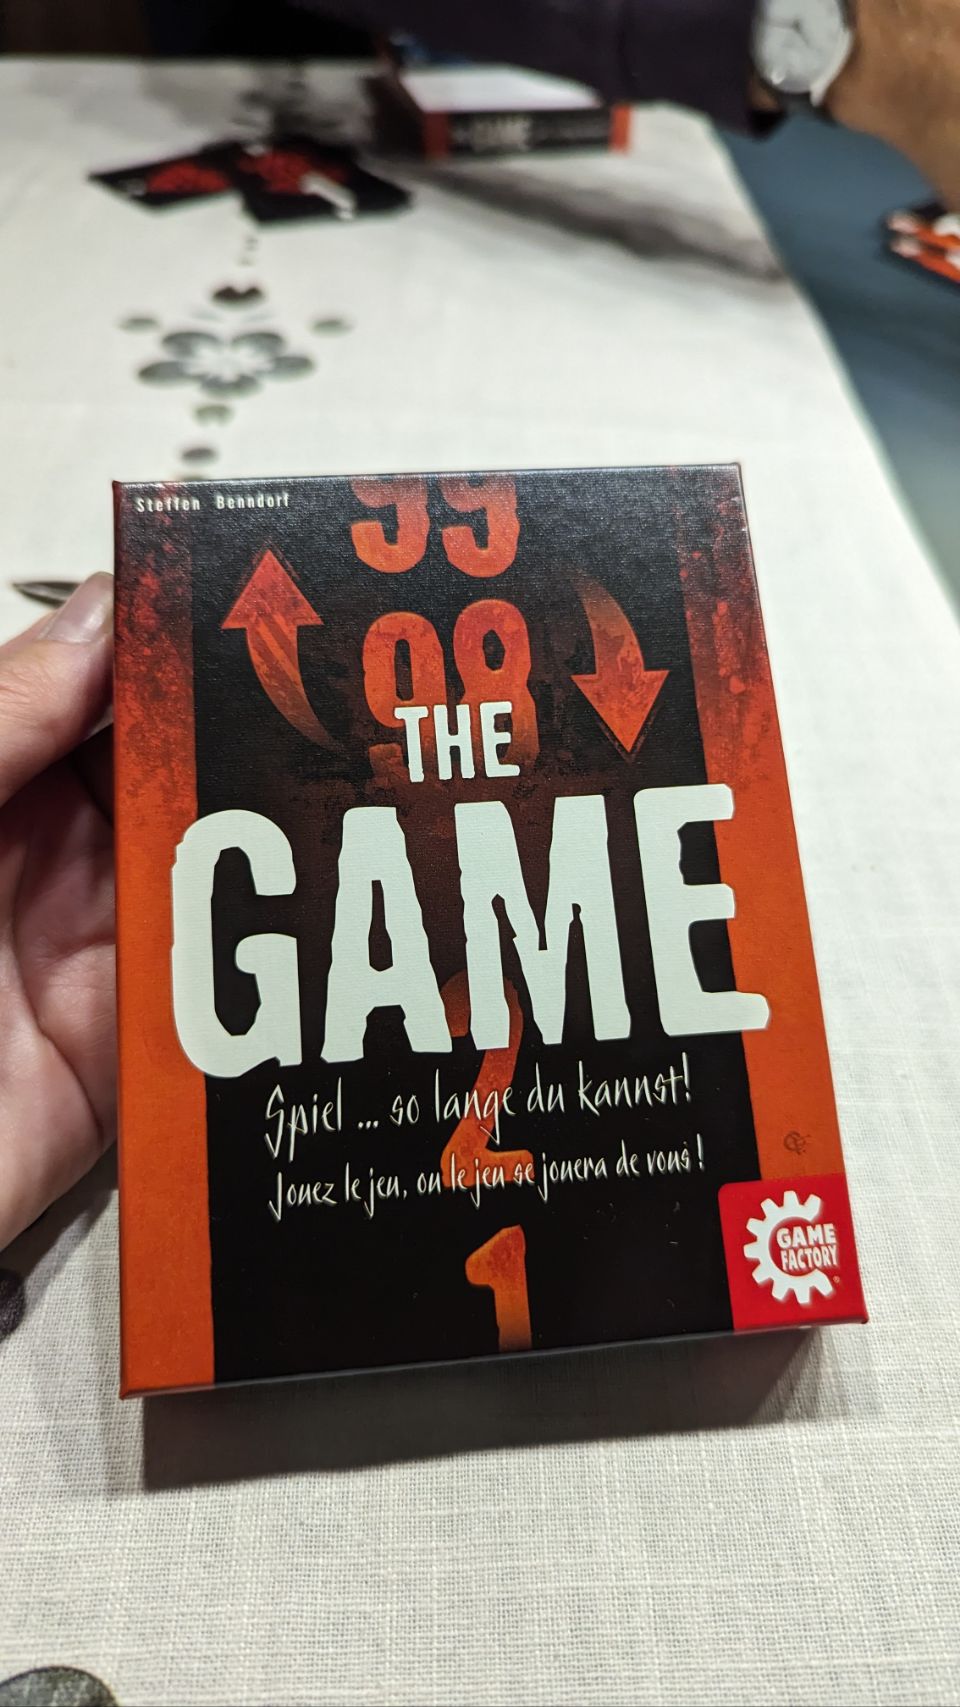 GAME
Steffen Benndorf
99
98
THE
GAME
2
Spiel ... so lange du kannst!
Jouez le jeu, ou le jeu se jouera de vous !
1
GAME
FACTORY